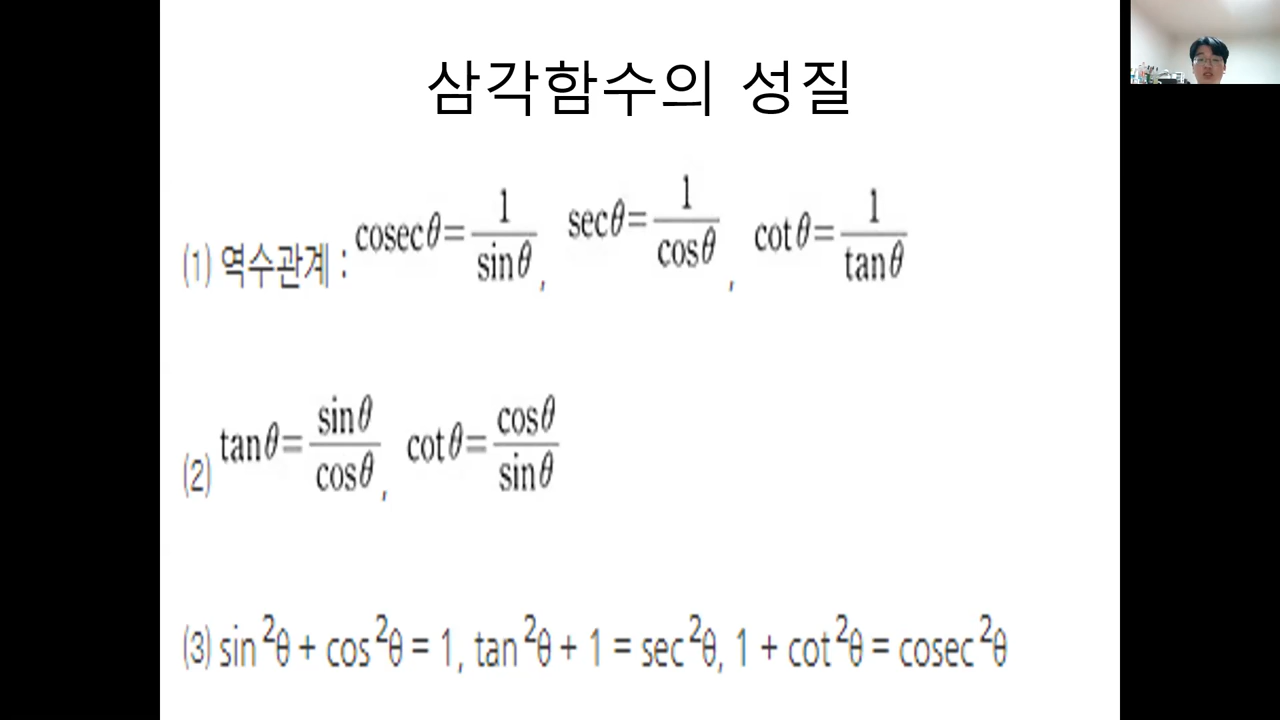 삼각함수의 성질
(1) 역수관계 : cosecθ = 1/sinθ , secθ = 1/cosθ , cotθ = 1/tanθ
(2) tanθ = sinθ/cosθ , cotθ = cosθ/sinθ
(3) sin²θ + cos²θ = 1, tan²θ + 1 = sec²θ, 1 + cot²θ = cosec²θ